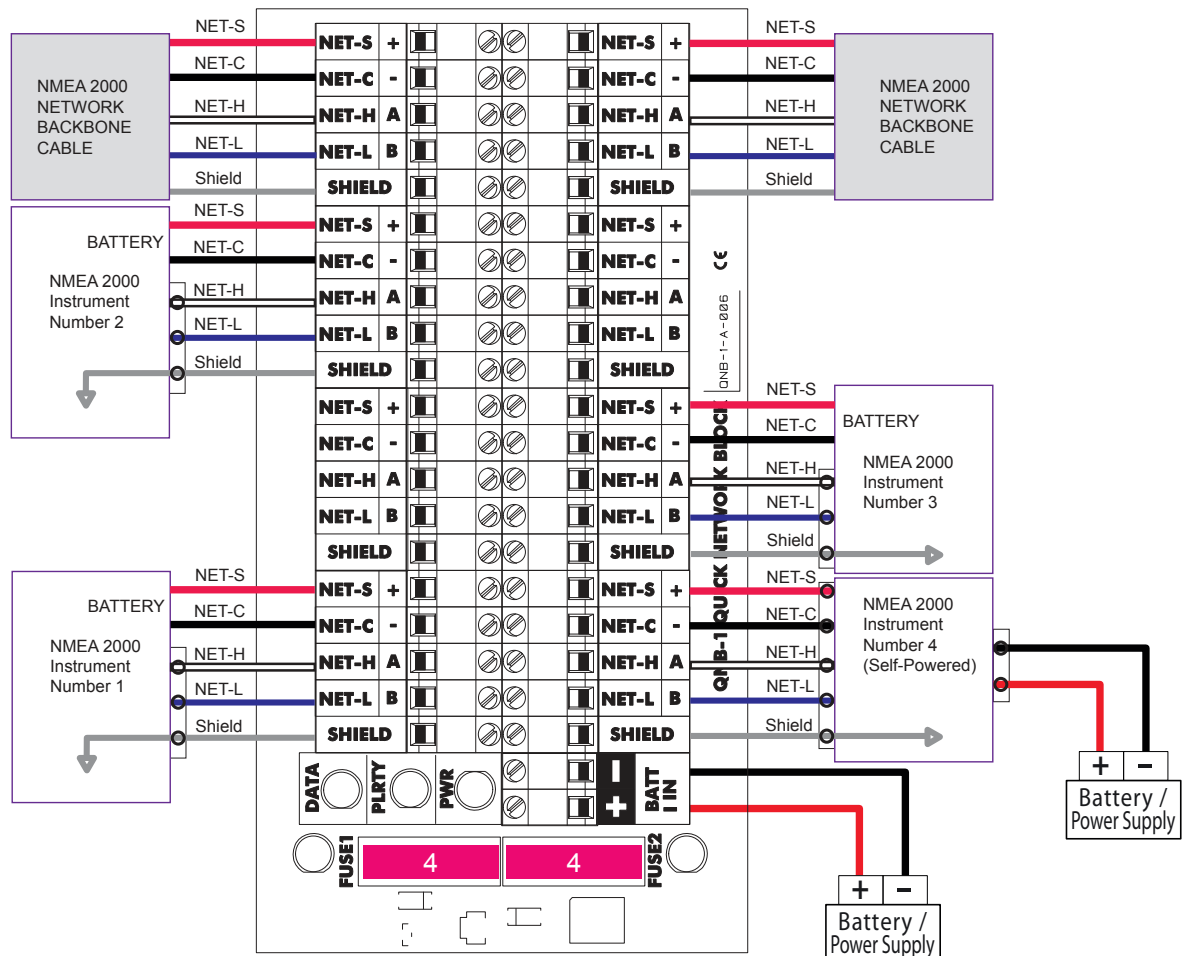 NET-S
NET-C
NET-H
NET-L
Shield
NMEA 2000
NETWORK
BACKBONE
CABLE
NET-S
NET-C
NET-H
NET-L
Shield
BATTERY
NMEA 2000
Instrument
Number 2
NET-S
NET-C
NET-H
NET-L
Shield
BATTERY
NMEA 2000
Instrument
Number 1
NET-S +
NET-C -
NET-H A
NET-L B
SHIELD
NET-S +
NET-C -
NET-H A
NET-L B
SHIELD
NET-S +
NET-C -
NET-H A
NET-L B
SHIELD
NET-S +
NET-C -
NET-H A
NET-L B
SHIELD
NET-S +
NET-C -
NET-H A
NET-L B
SHIELD
NET-S +
NET-C -
NET-H A
NET-L B
SHIELD
NET-S +
NET-C -
NET-H A
NET-L B
SHIELD
NET-S +
NET-C -
NET-H A
NET-L B
SHIELD
DATA
PLRTY
PWR
- +
BATT
I IN
FUSE1
4
4
FUSE2
QNB-1 QUICK NETWORK BLOCK
QNB-1-A-006
CE
NET-S
NET-C
NET-H
NET-L
Shield
NMEA 2000
NETWORK
BACKBONE
CABLE
NET-S
NET-C
NET-H
NET-L
Shield
BATTERY
NMEA 2000
Instrument
Number 3
NET-S
NET-C
NET-H
NET-L
Shield
NMEA 2000
Instrument
Number 4
(Self-Powered)
+ -
Battery /
Power Supply
+ -
Battery /
Power Supply